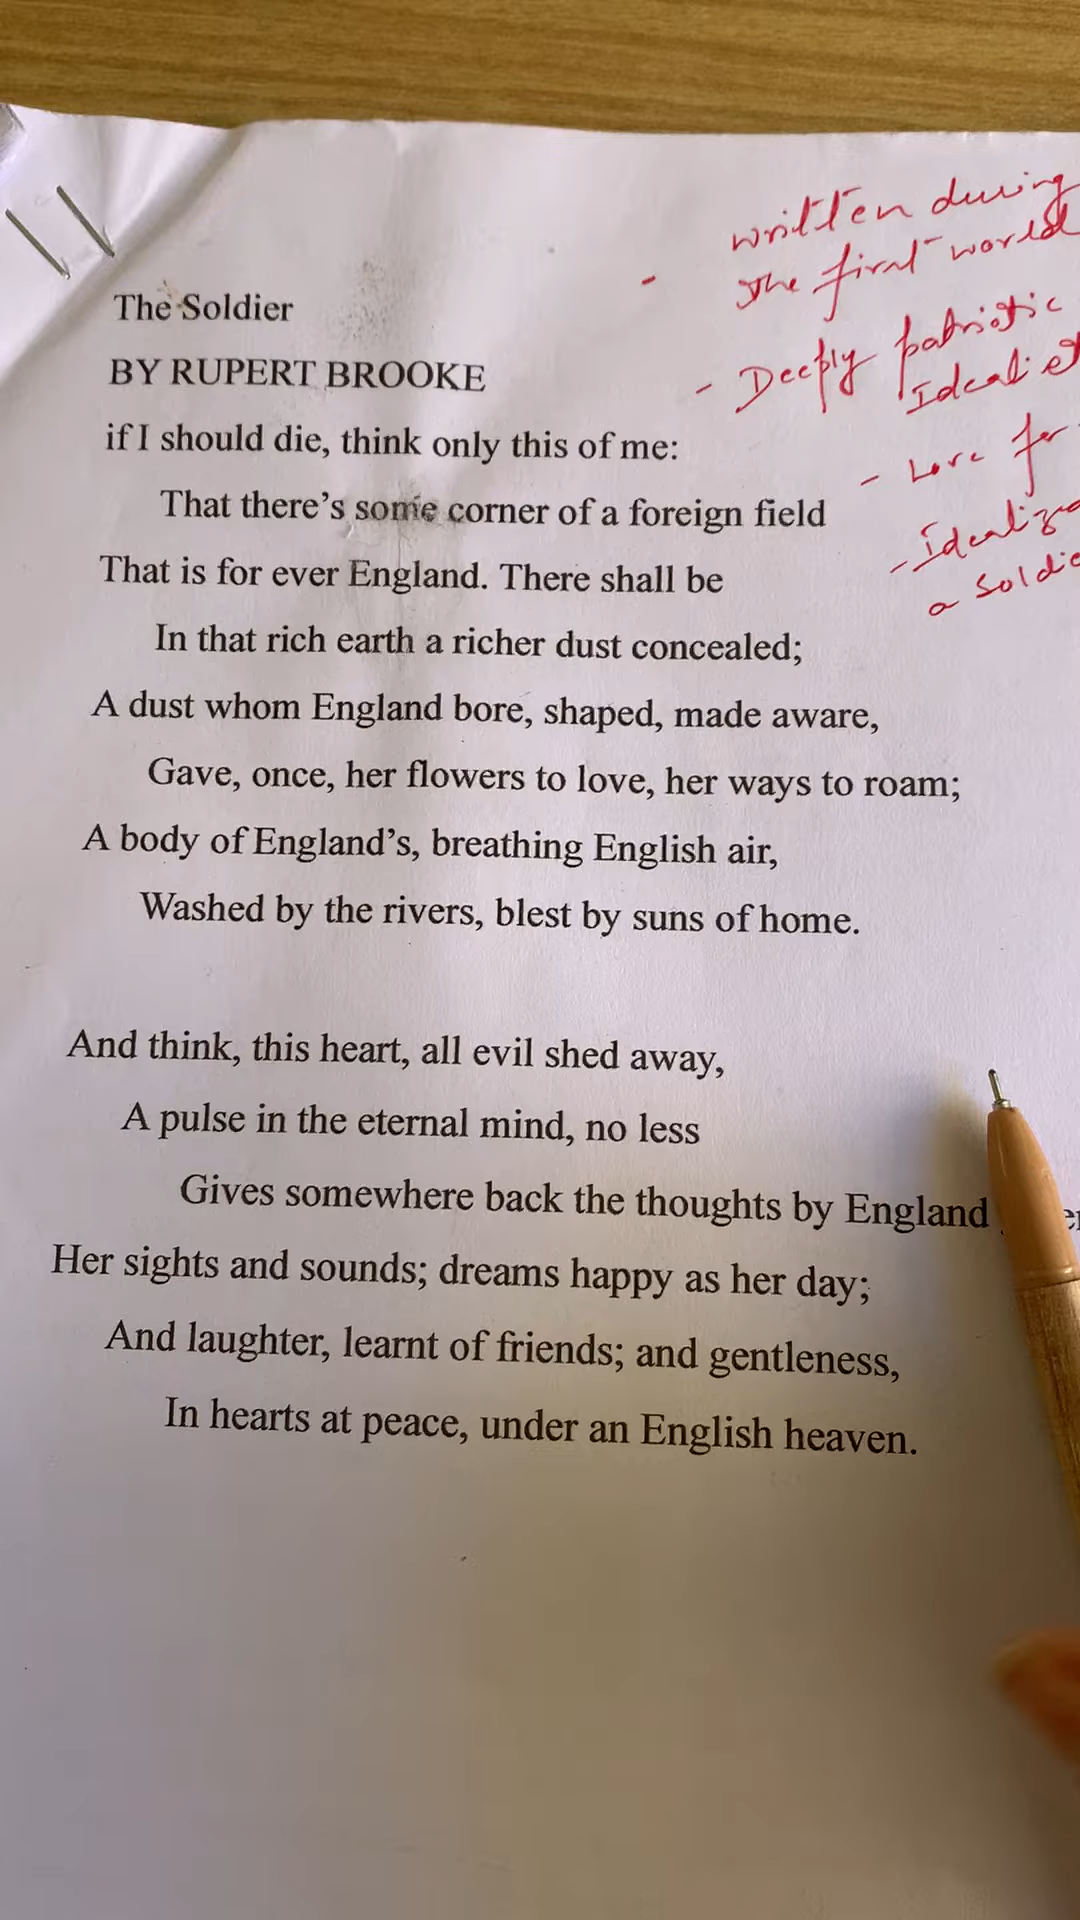 written during
- the first world
- Deeply patriotic
- Love for
a
The Soldier
BY RUPERT BROOKE
if I should die, think only this of me:
That there's some corner of a foreign field
That is for ever England. There shall be
In that rich earth a richer dust concealed;
A dust whom England bore, shaped, made aware,
Gave, once, her flowers to love, her ways to roam;
A body of England's, breathing English air,
Washed by the rivers, blest by suns of home.
And think, this heart, all evil shed away,
A pulse in the eternal mind, no less
Gives somewhere back the thoughts by England
Her sights and sounds; dreams happy as her day;
And laughter, learnt of friends; and gentleness,
In hearts at peace, under an English heaven.